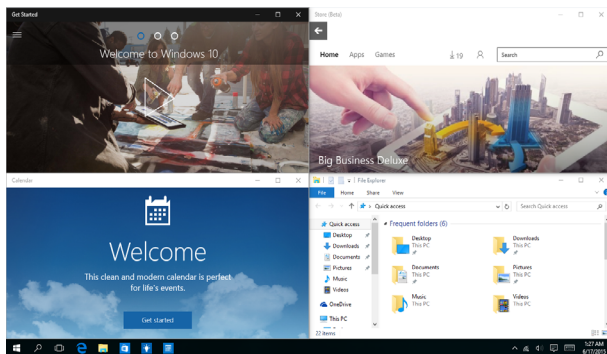 Get Started
Welcome to Windows 10
Store (Beta)
Home Apps Games 19 Search
Big Business Deluxe
Calendar
Welcome
This clean and modern calendar is perfect
for life's events.
Get started
File Explorer
File Home Share View
Quick access Search Quick access
Quick access
Desktop
Downloads
Documents
Pictures
Music
Videos
OneDrive
This PC
Frequent folders (6)
Desktop
This PC
Downloads
This PC
Documents
This PC
Pictures
This PC
Music
This PC
Videos
This PC
22 items
1:27 AM
6/17/2015